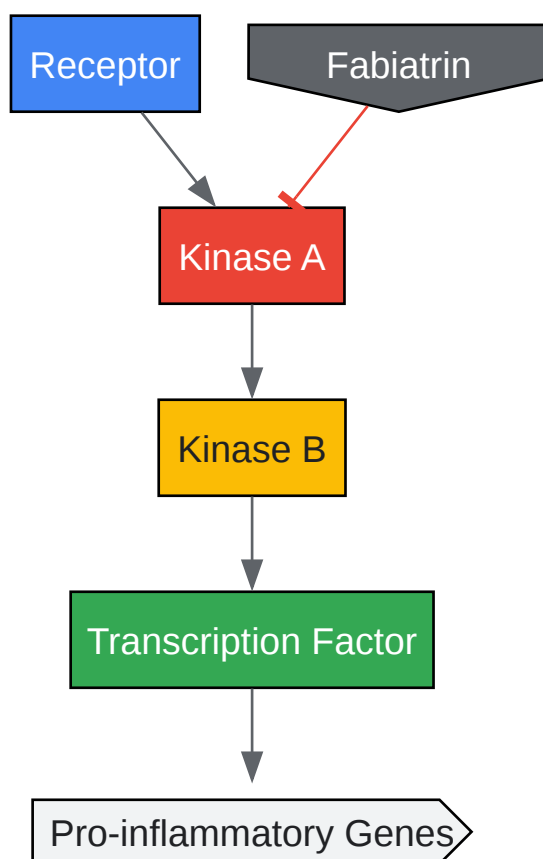 Receptor
Fabiatrin
Kinase A
Kinase B
Transcription Factor
Pro-inflammatory Genes